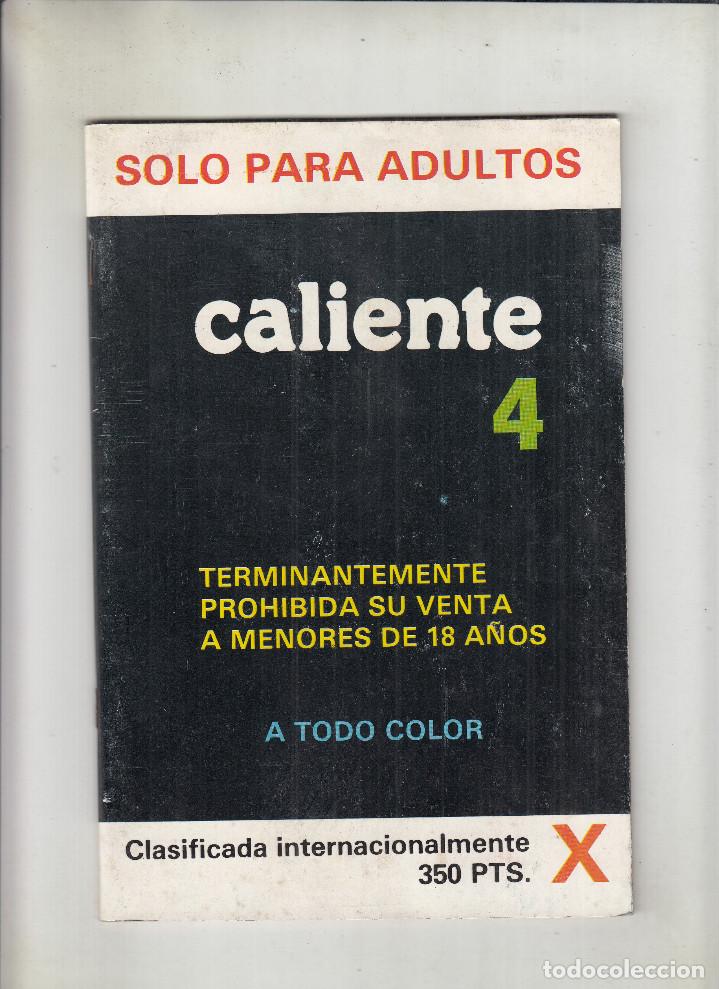 SOLO PARA ADULTOS
caliente
4
TERMINANTEMENTE
PROHIBIDA SU VENTA
A MENORES DE 18 AÑOS
A TODO COLOR
Clasificada internacionalmente X
350 PTS.
todocoleccion